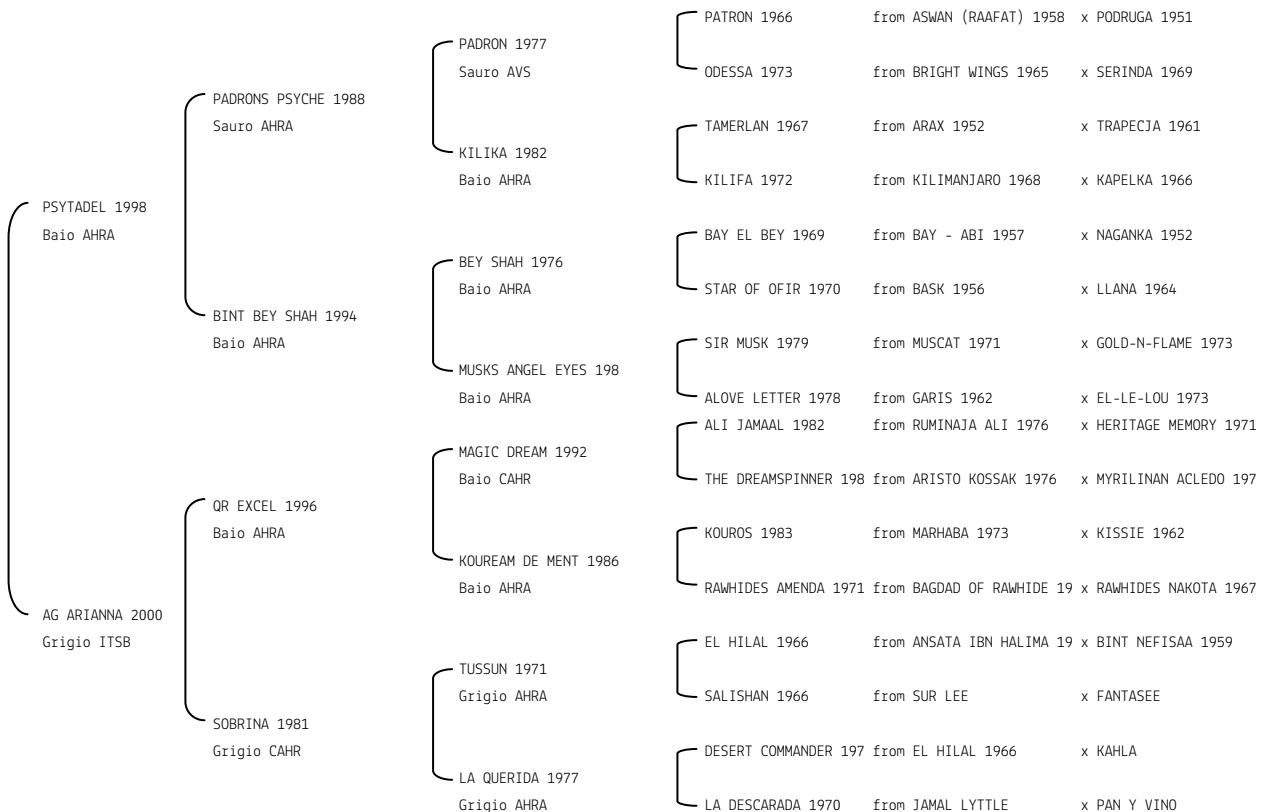 PATRON 1966 from ASWAN (RAAFAT) 1958 x PODRUGA 1951
PADRON 1977
Sauro AVS
ODESSA 1973 from BRIGHT WINGS 1965 x SERINDA 1969
PADRONS PSYCHE 1988
Sauro AHRA
TAMERLAN 1967 from ARAX 1952 x TRAPECJA 1961
KILIKA 1982
Baio AHRA
KILIFA 1972 from KILIMANJARO 1968 x KAPELKA 1966
PSYTADEL 1998
Baio AHRA
BAY EL BEY 1969 from BAY - ABI 1957 x NAGANKA 1952
BEY SHAH 1976
Baio AHRA
STAR OF OFIR 1970 from BASK 1956 x LLANA 1964
BINT BEY SHAH 1994
Baio AHRA
SIR MUSK 1979 from MUSCAT 1971 x GOLD-N-FLAME 1973
MUSKS ANGEL EYES 198
Baio AHRA
ALOVE LETTER 1978 from GARIS 1962 x EL-LE-LOU 1973
ALI JAMAAL 1982 from RUMINAJA ALI 1976 x HERITAGE MEMORY 1971
MAGIC DREAM 1992
Baio CAHR
THE DREAMSPINNER 198 from ARISTO KOSSAK 1976 x MYRILINAN ACLEDO 197
QR EXCEL 1996
Baio AHRA
KOUROS 1983 from MARHABA 1973 x KISSIE 1962
KOUREAM DE MENT 1986
Baio AHRA
RAWHIDES AMENDA 1971 from BAGDAD OF RAWHIDE 19 x RAWHIDES NAKOTA 1967
AG ARIANNA 2000
Grigio ITSB
EL HILAL 1966 from ANSATA IBN HALIMA 19 x BINT NEFISAA 1959
TUSSUN 1971
Grigio AHRA
SALISHAN 1966 from SUR LEE x FANTASEE
SOBRINA 1981
Grigio CAHR
DESERT COMMANDER 197 from EL HILAL 1966 x KAHLA
LA QUERIDA 1977
Grigio AHRA
LA DESCARADA 1970 from JAMAL LYTTLE x PAN Y VINO